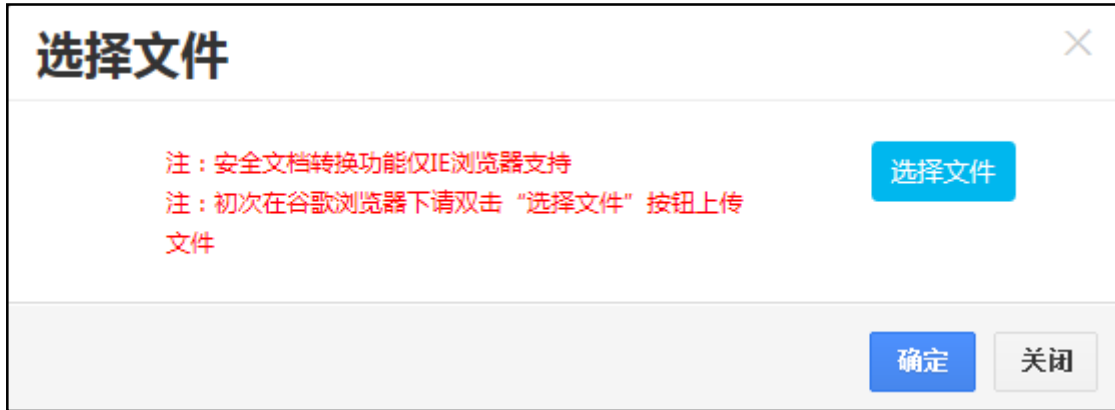 选择文件
注：安全文档转换功能仅IE浏览器支持
选择文件
注：初次在谷歌浏览器下请双击“选择文件”按钮上传
文件
确定
关闭